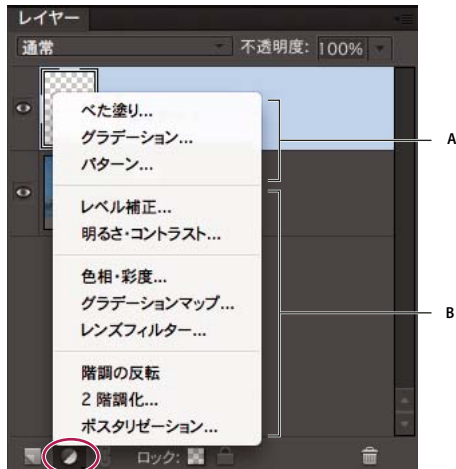 レイヤー
通常 不透明度: 100%
べた塗り...
グラデーション...
パターン...
A
レベル補正...
明るさ・コントラスト...
色相・彩度...
グラデーションマップ...
レンズフィルター...
B
階調の反転
2 階調化...
ポスタリゼーション...
ロック: